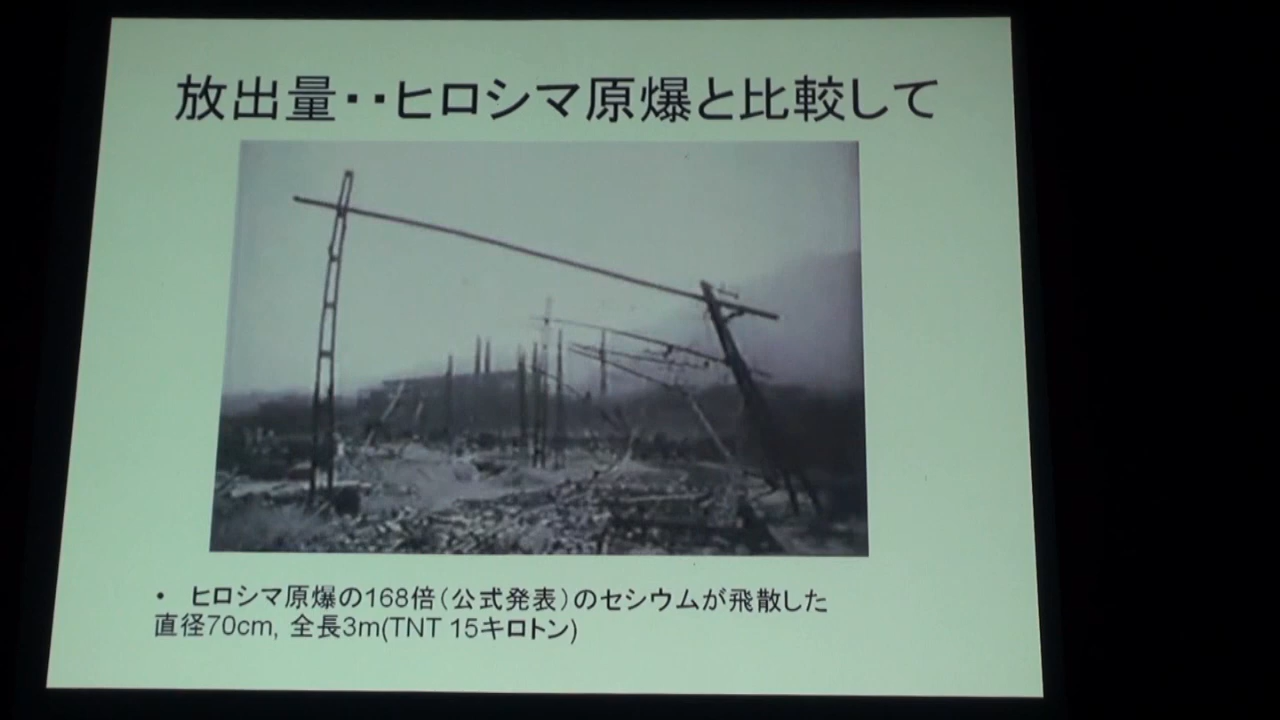 放出量・・ヒロシマ原爆と比較して
• ヒロシマ原爆の168倍(公式発表)のセシウムが飛散した
直径70cm, 全長3m(TNT 15キロトン)